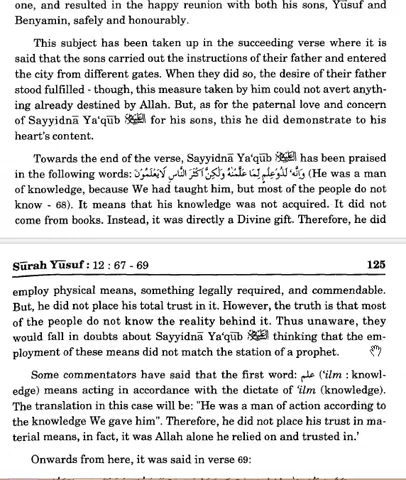 one, and resulted in the happy reunion with both his sons, Yūsuf and
Benyamin, safely and honourably.
This subject has been taken up in the succeeding verse where it is
said that the sons carried out the instructions of their father and entered
the city from different gates. When they did so, the desire of their father
stood fulfilled - though, this measure taken by him could not avert anyth-
ing already destined by Allah. But, as for the paternal love and concern
of Sayyidnā Ya'qūb for his sons, this he did demonstrate to his
heart's content.
Towards the end of the verse, Sayyidnā Ya'qūb has been praised
in the following words: وَإِنَّهُ لَذُو عِلْمٍ لِّمَا عَلَّمْنَٰهُ وَلَٰكِنَّ أَكْثَرَ النَّاسِ لَا يَعْلَمُونَ (He was a man
of knowledge, because We had taught him, but most of the people do not
know - 68). It means that his knowledge was not acquired. It did not
come from books. Instead, it was directly a Divine gift. Therefore, he did
Sūrah Yūsuf : 12 : 67 - 69 125
employ physical means, something legally required, and commendable.
But, he did not place his total trust in it. However, the truth is that most
of the people do not know the reality behind it. Thus unaware, they
would fall in doubts about Sayyidnā Ya'qūb thinking that the em-
ployment of these means did not match the station of a prophet.
Some commentators have said that the first word: علم ('ilm : knowl-
edge) means acting in accordance with the dictate of 'ilm (knowledge).
The translation in this case will be: "He was a man of action according to
the knowledge We gave him". Therefore, he did not place his trust in ma-
terial means, in fact, it was Allah alone he relied on and trusted in.'
Onwards from here, it was said in verse 69: